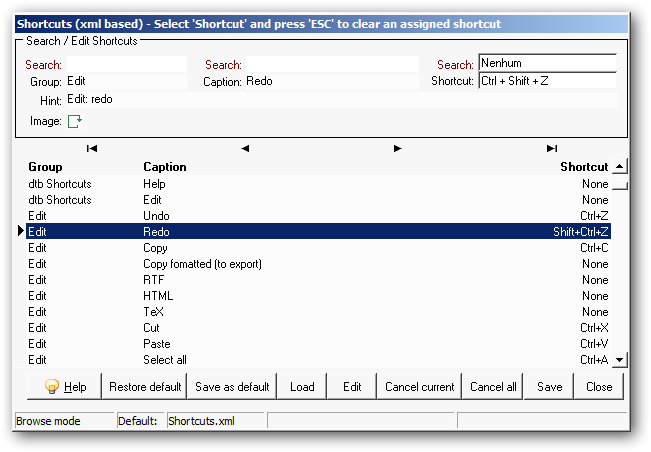 Shortcuts (xml based) - Select 'Shortcut' and press 'ESC' to clear an assigned shortcut
Search / Edit Shortcuts
Search: Search: Search: Nenhum
Group: Edit Caption: Redo Shortcut: Ctrl + Shift + Z
Hint: Edit: redo
Image:
Group Caption Shortcut
dtb Shortcuts Help None
dtb Shortcuts Edit None
Edit Undo Ctrl+Z
Edit Redo Shift+Ctrl+Z
Edit Copy Ctrl+C
Edit Copy fomatted (to export) None
Edit RTF None
Edit HTML None
Edit TeX None
Edit Cut Ctrl+X
Edit Paste Ctrl+V
Edit Select all Ctrl+A
Help Restore default Save as default Load Edit Cancel current Cancel all Save Close
Browse mode Default: Shortcuts.xml